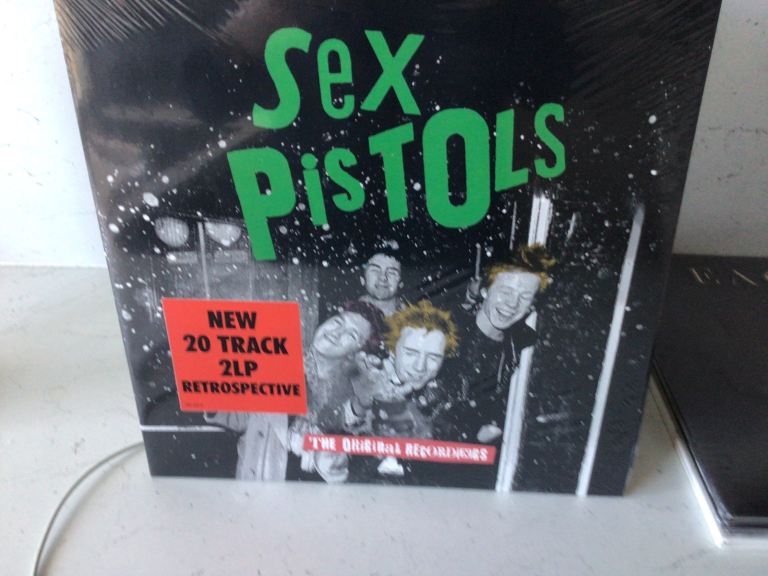 Sex
PISTOLS
NEW
20 TRACK
2LP
RETROSPECTIVE
THE ORIGINAL RECORDINGS